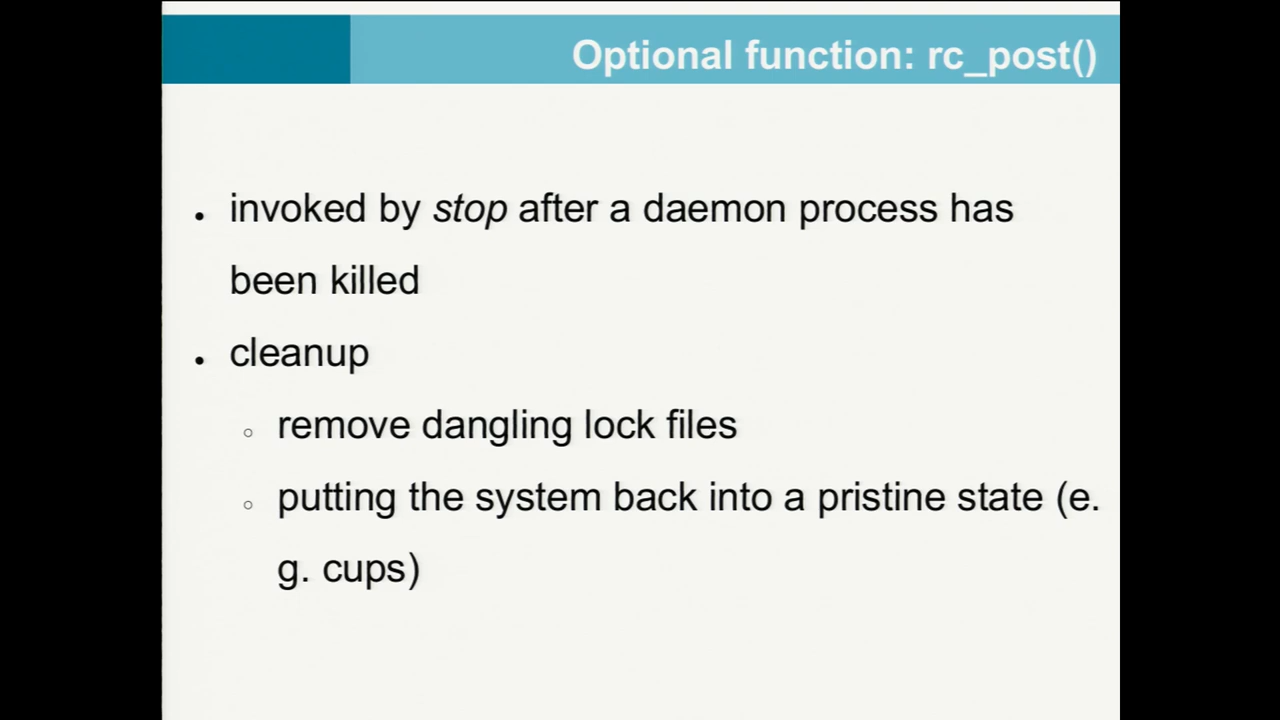 Optional function: rc_post()
• invoked by stop after a daemon process has
been killed
• cleanup
○ remove dangling lock files
○ putting the system back into a pristine state (e.
g. cups)